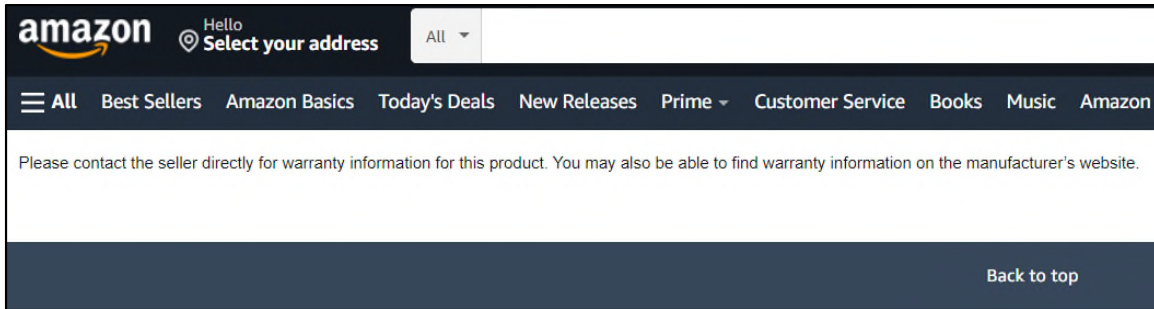 amazon
Hello
Select your address
All
All Best Sellers Amazon Basics Today's Deals New Releases Prime Customer Service Books Music Amazon
Please contact the seller directly for warranty information for this product. You may also be able to find warranty information on the manufacturer's website.
Back to top